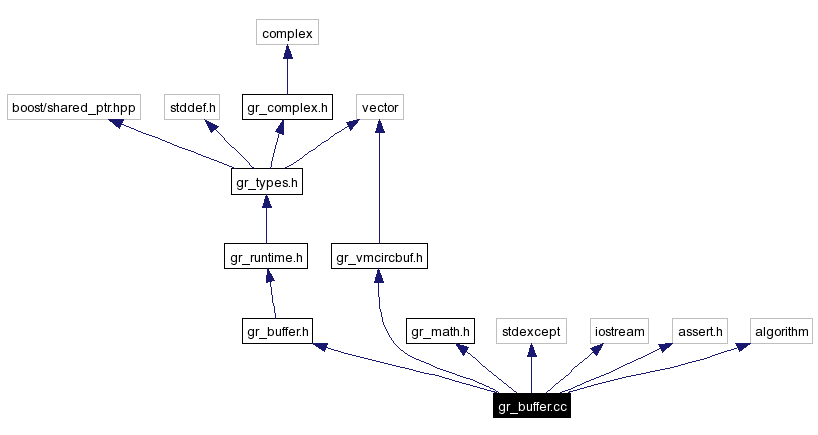 complex
boost/shared_ptr.hpp
stddef.h
gr_complex.h
vector
gr_types.h
gr_runtime.h
gr_vmcircbuf.h
gr_buffer.h
gr_math.h
stdexcept
iostream
assert.h
algorithm
gr_buffer.cc